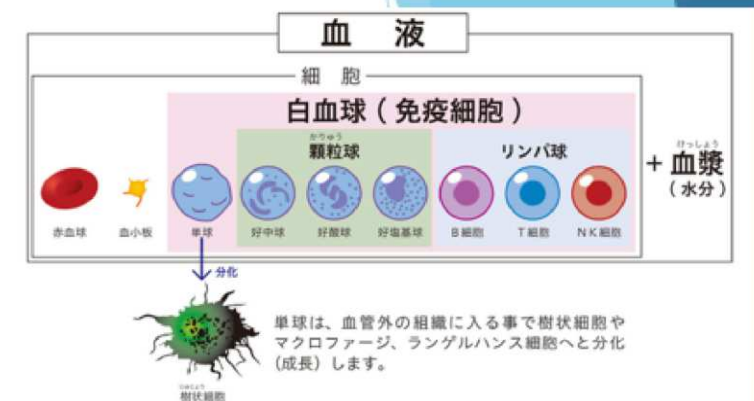 血 液
細 胞
白血球 ( 免疫細胞 )
かりゅう
顆粒球
リンパ球
けっしょう
+ 血漿
( 水分 )
赤血球 血小板 単球 好中球 好酸球 好塩基球 B細胞 T細胞 NK細胞
分化
単球は、血管外の組織に入る事で樹状細胞や
マクロファージ、ランゲルハンス細胞へと分化
(成長) します。
じゅじょう
樹状細胞